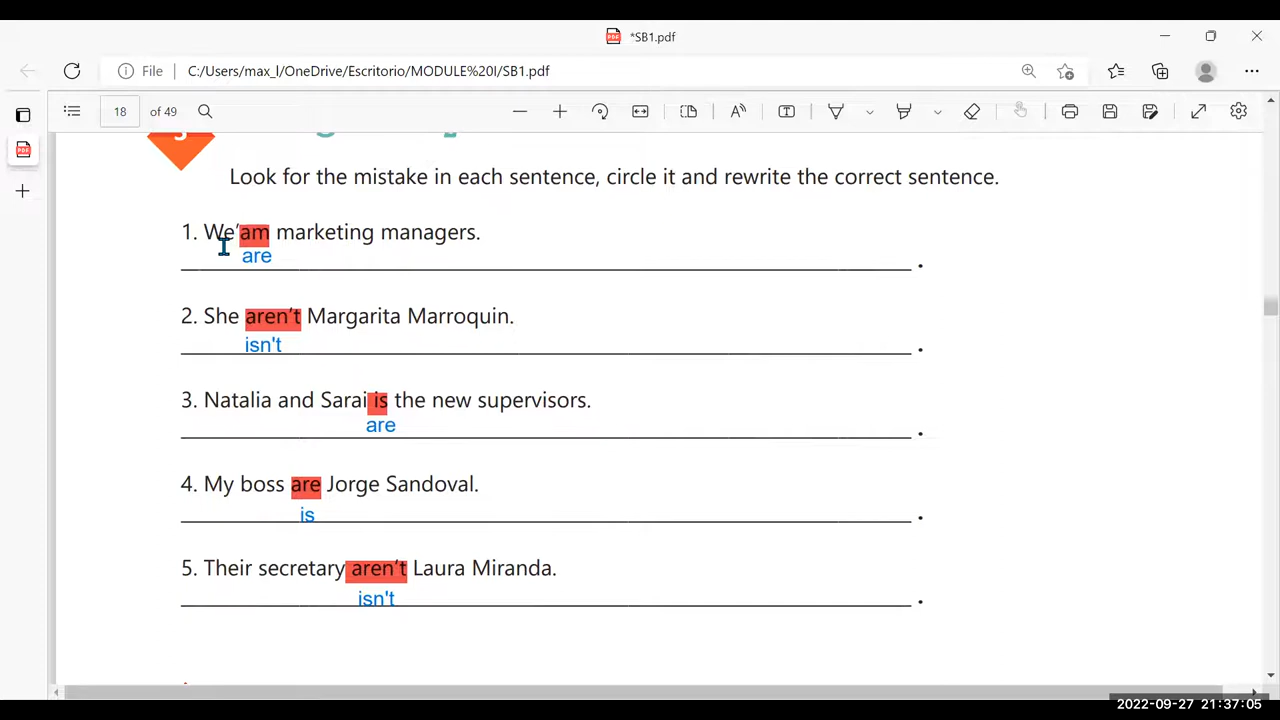 *SB1.pdf
File C:/Users/max_l/OneDrive/Escritorio/MODULE%20I/SB1.pdf
18 of 49
Look for the mistake in each sentence, circle it and rewrite the correct sentence.
1. We'am marketing managers.
are
.
2. She aren't Margarita Marroquin.
isn't
.
3. Natalia and Sarai is the new supervisors.
are
.
4. My boss are Jorge Sandoval.
is
.
5. Their secretary aren't Laura Miranda.
isn't
.
2022-09-27 21:37:05